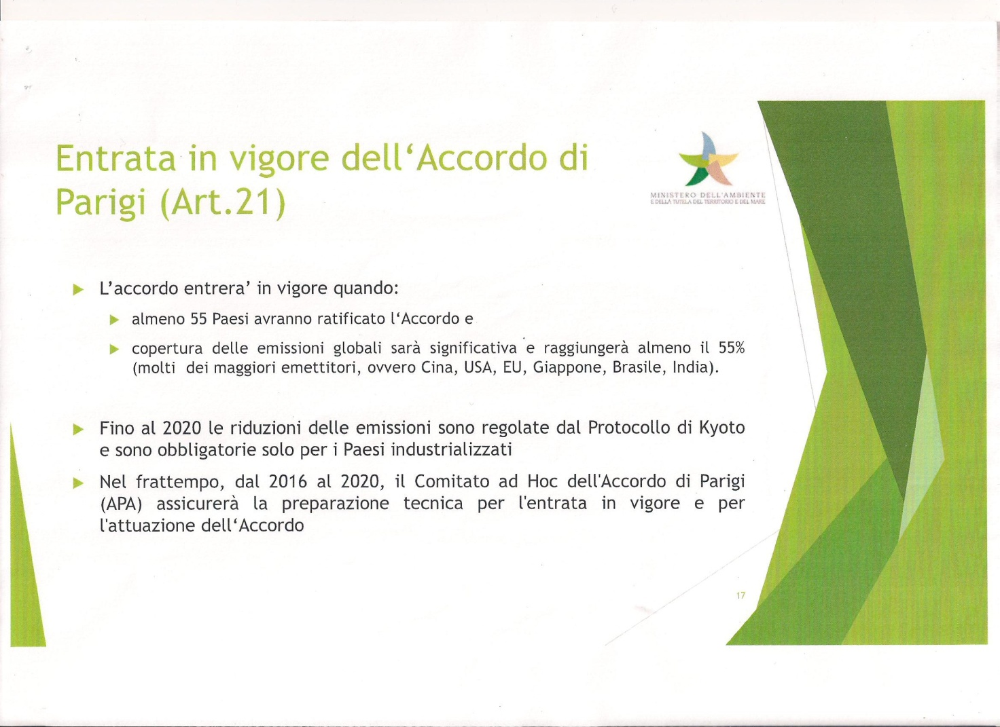 Entrata in vigore dell‘Accordo di
Parigi (Art.21)
MINISTERO DELL'AMBIENTE
E DELLA TUTELA DEL TERRITORIO E DEL MARE
L’accordo entrera’ in vigore quando:
almeno 55 Paesi avranno ratificato l‘Accordo e
copertura delle emissioni globali sarà significativa e raggiungerà almeno il 55%
(molti dei maggiori emettitori, ovvero Cina, USA, EU, Giappone, Brasile, India).
Fino al 2020 le riduzioni delle emissioni sono regolate dal Protocollo di Kyoto
e sono obbligatorie solo per i Paesi industrializzati
Nel frattempo, dal 2016 al 2020, il Comitato ad Hoc dell'Accordo di Parigi
(APA) assicurerà la preparazione tecnica per l'entrata in vigore e per
l'attuazione dell‘Accordo
17